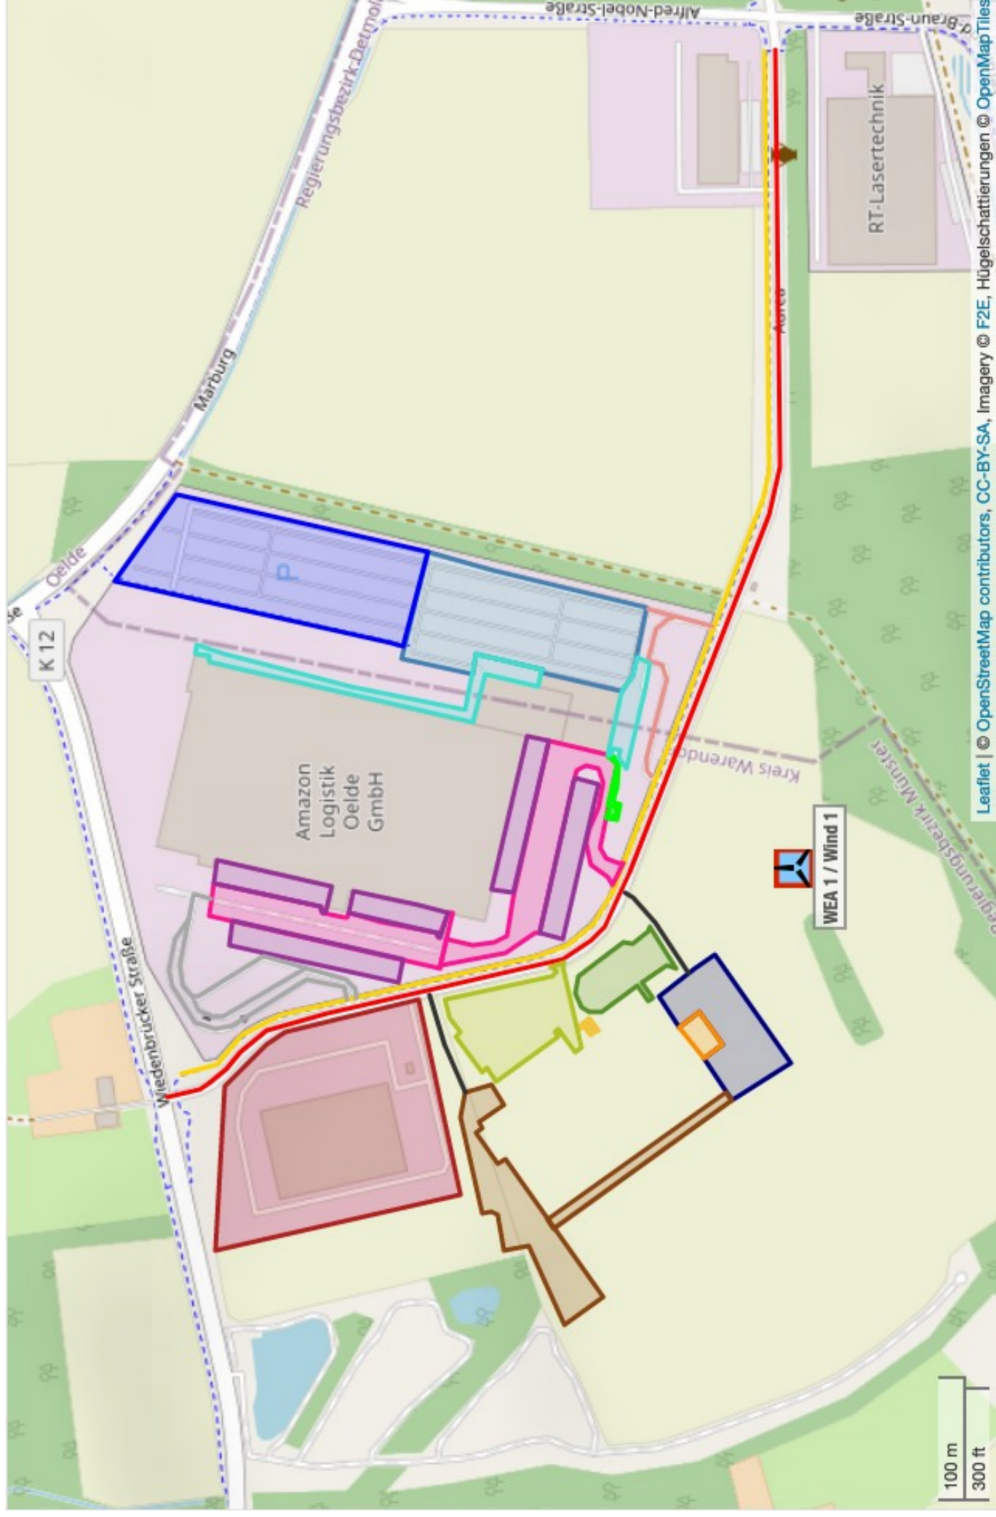 Alfred-Nobel-Straße
-Braun-Straße
Regierungsbezirk Detmold
RT-Lasertechnik
Aurea
Marburg
Oelde
ße
K 12
P
Amazon
Logistik
Oelde
GmbH
Kreis Warendo
Regierungsbezirk Münster
WEA 1 / Wind 1
Wiedenbrücker Straße
100 m
300 ft
Leaflet | © OpenStreetMap contributors, CC-BY-SA, Imagery © F2E, Hügelschattierungen © OpenMapTiles